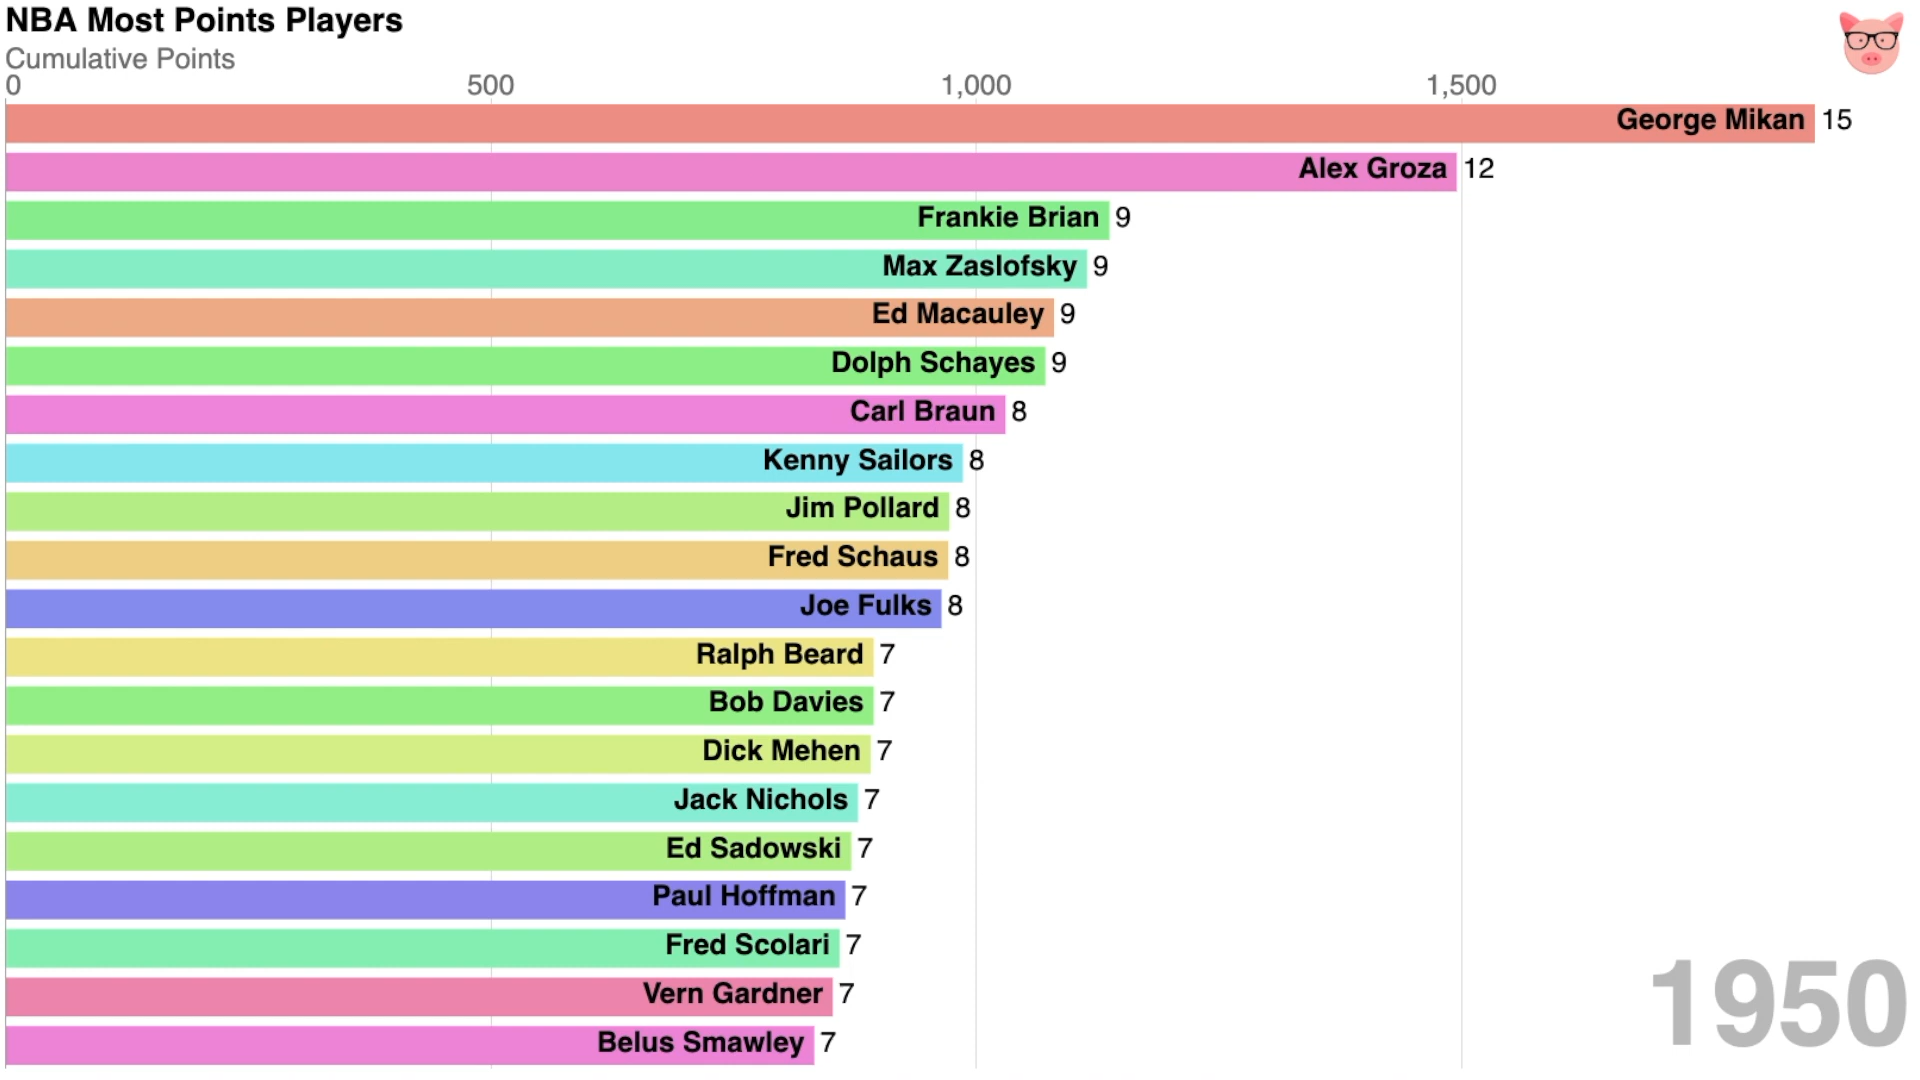 NBA Most Points Players
Cumulative Points
0 500 1,000 1,500
George Mikan 15
Alex Groza 12
Frankie Brian 9
Max Zaslofsky 9
Ed Macauley 9
Dolph Schayes 9
Carl Braun 8
Kenny Sailors 8
Jim Pollard 8
Fred Schaus 8
Joe Fulks 8
Ralph Beard 7
Bob Davies 7
Dick Mehen 7
Jack Nichols 7
Ed Sadowski 7
Paul Hoffman 7
Fred Scolari 7
Vern Gardner 7
Belus Smawley 7
1950